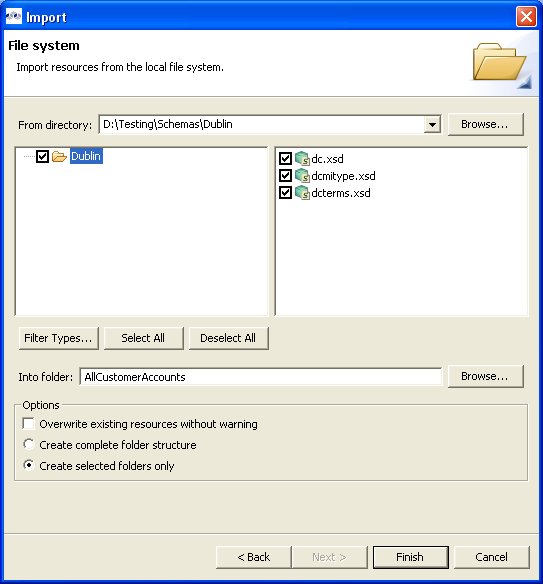 Import
File system
Import resources from the local file system.
From directory: D:\Testing\Schemas\Dublin Browse...
Dublin
dc.xsd
dcmitype.xsd
dcterms.xsd
Filter Types... Select All Deselect All
Into folder: AllCustomerAccounts Browse...
Options
Overwrite existing resources without warning
Create complete folder structure
Create selected folders only
< Back Next > Finish Cancel